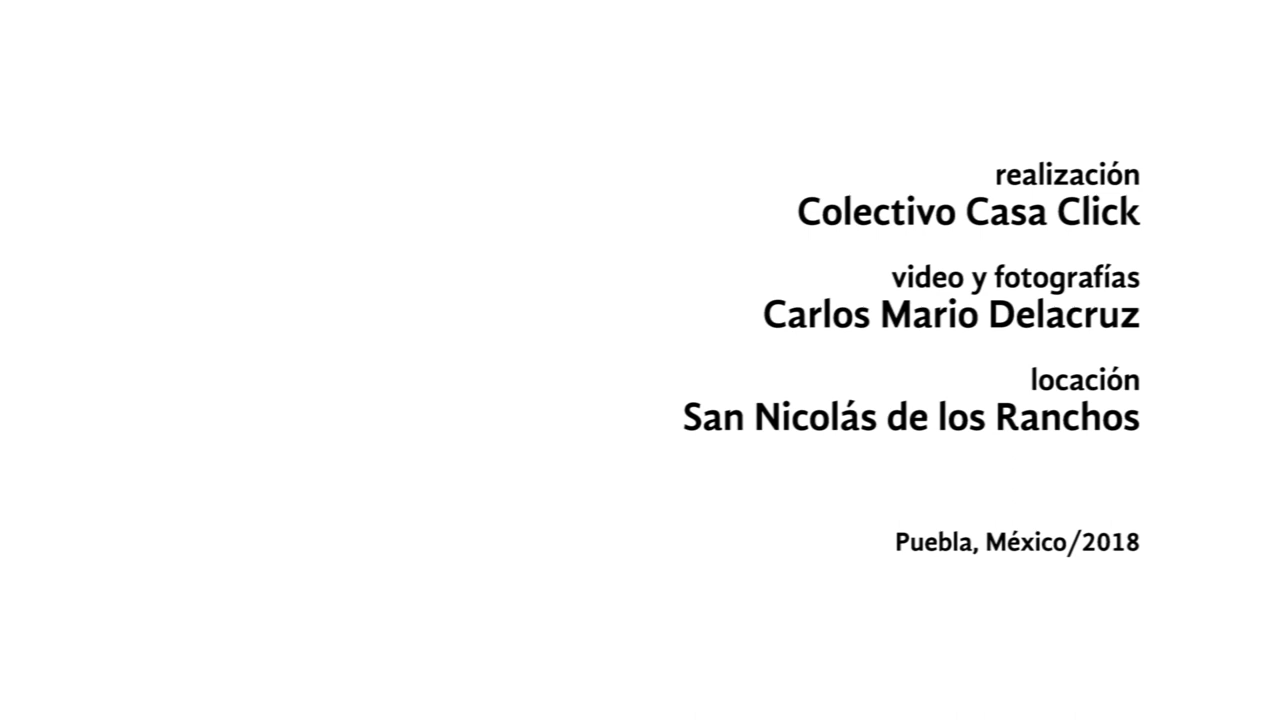 realización
Colectivo Casa Click
video y fotografías
Carlos Mario Delacruz
locación
San Nicolás de los Ranchos
Puebla, México/2018